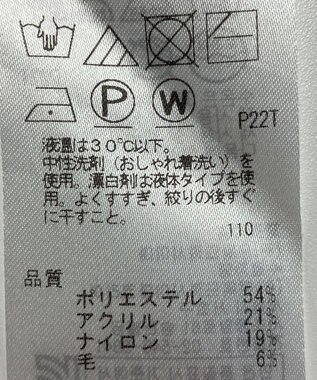 P W P22T
液温は30℃以下。
中性洗剤（おしゃれ着洗い）を
使用。漂白剤は液体タイプを使
用。よくすすぎ、絞りの後すぐ
に干すこと。
110
品質
ポリエステル 54%
アクリル 21%
ナイロン 19%
毛 6%